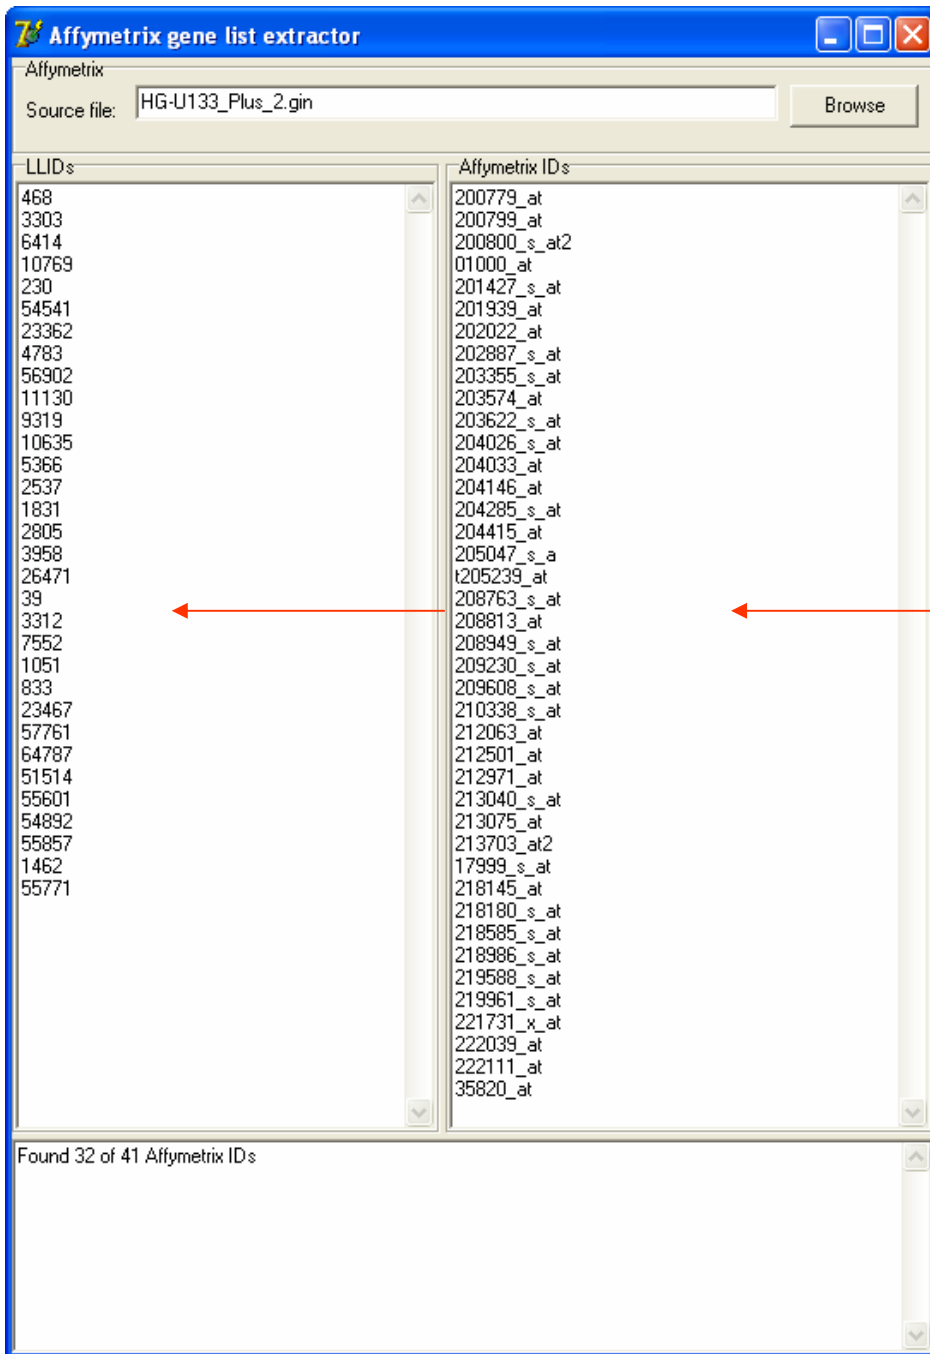 Affymetrix gene list extractor
Affymetrix
Source file:
HG-U133_Plus_2.gin
Browse
LLIDs
468
3303
6414
10769
230
54541
23362
4783
56902
11130
9319
10635
5366
2537
1831
2805
3958
26471
39
3312
7552
1051
833
23467
57761
64787
51514
55601
54892
55857
1462
55771
Affymetrix IDs
200779_at
200799_at
200800_s_at2
01000_at
201427_s_at
201939_at
202022_at
202887_s_at
203355_s_at
203574_at
203622_s_at
204026_s_at
204033_at
204146_at
204285_s_at
204415_at
205047_s_a
t205239_at
208763_s_at
208813_at
208949_s_at
209230_s_at
209608_s_at
210338_s_at
212063_at
212501_at
212971_at
213040_s_at
213075_at
213703_at2
17999_s_at
218145_at
218180_s_at
218585_s_at
218986_s_at
219588_s_at
219961_s_at
221731_x_at
222039_at
222111_at
35820_at
Found 32 of 41 Affymetrix IDs